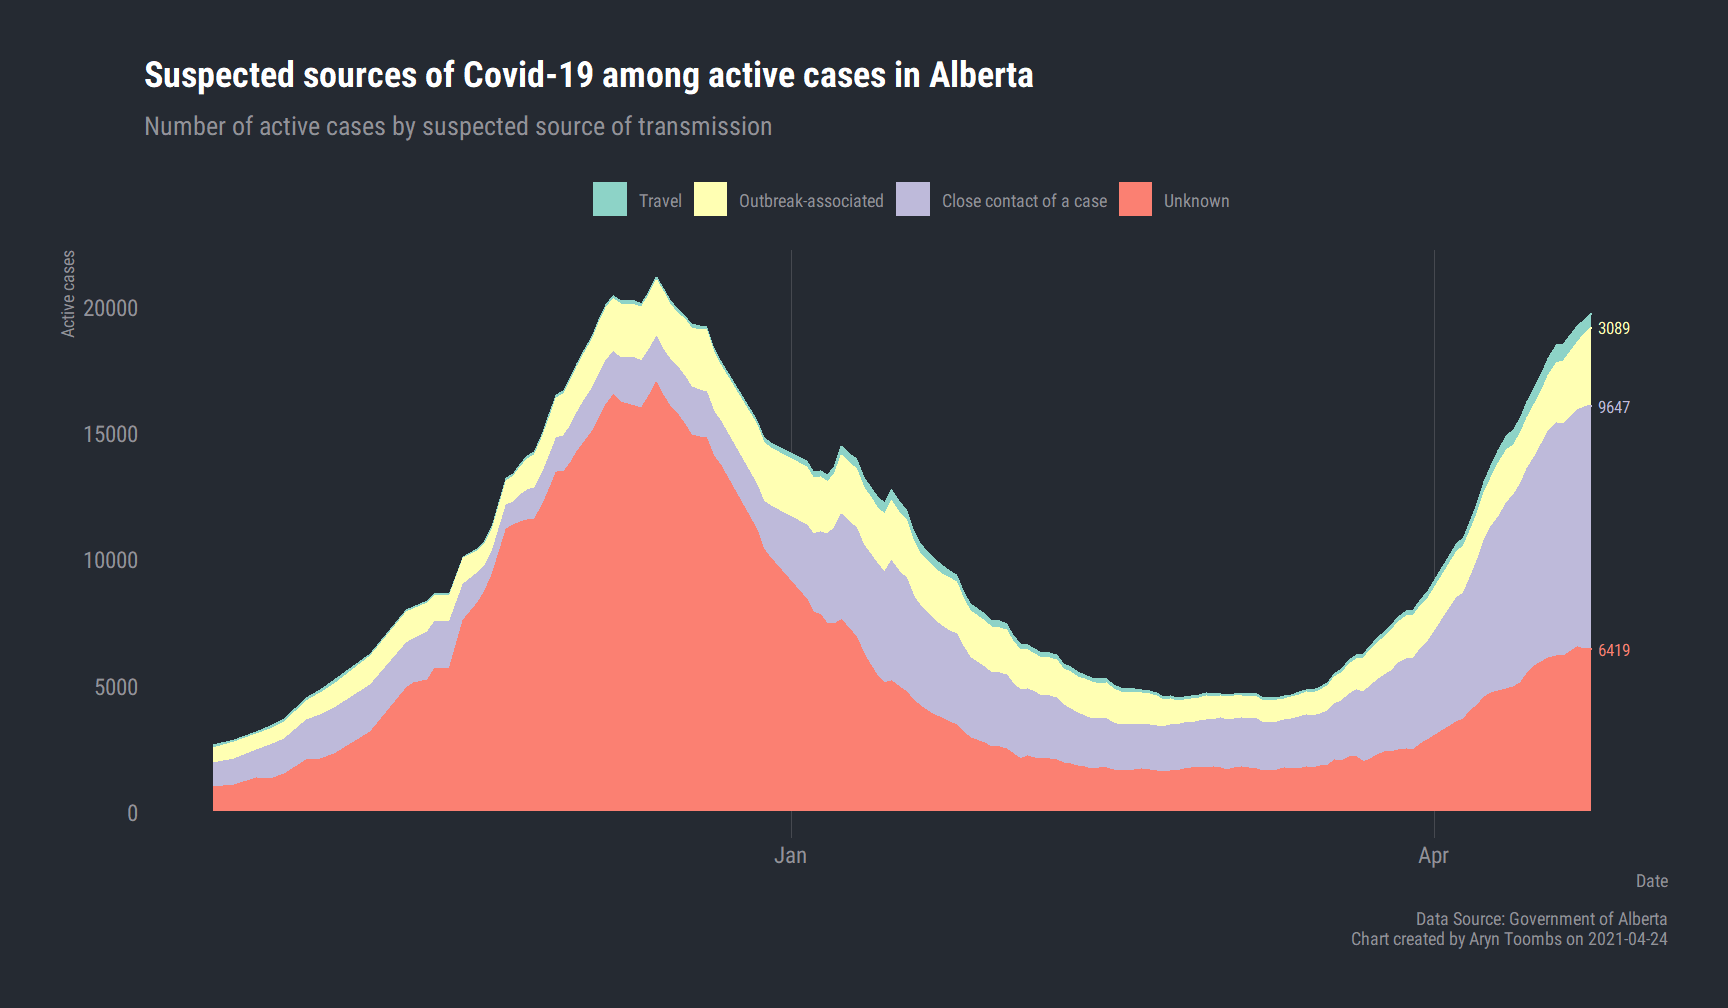 Suspected sources of Covid-19 among active cases in Alberta
Number of active cases by suspected source of transmission
Travel
Outbreak-associated
Close contact of a case
Unknown
Active cases
20000
15000
10000
5000
0
3089
9647
6419
Jan
Apr
Date
Data Source: Government of Alberta
Chart created by Aryn Toombs on 2021-04-24